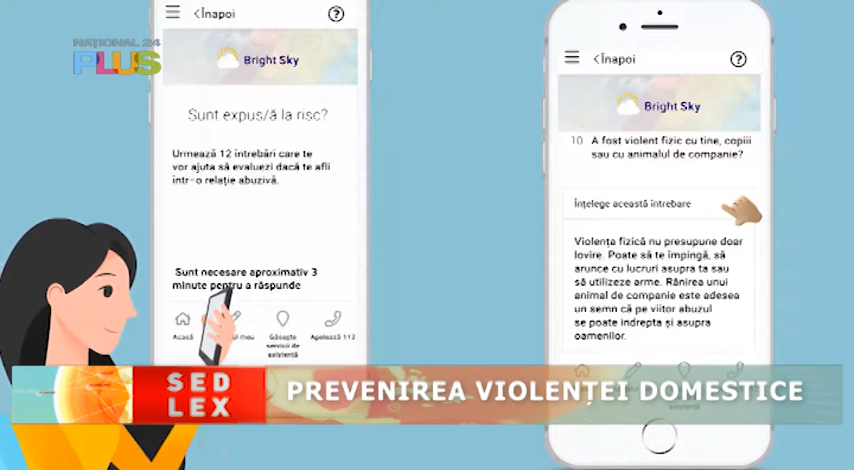 NAȚIONAL 24
PLUS
Înapoi
Bright Sky
Sunt expus/ă la risc?
Urmează 12 întrebări care te
vor ajuta să evaluezi dacă te afli
într-o relație abuzivă.
Sunt necesare aproximativ 3
minute pentru a răspunde
Acasă
ul meu
Găsește
servicii de
asistență
Apelează 112
Înapoi
Bright Sky
10. A fost violent fizic cu tine, copiii
sau cu animalul de companie?
Înțelege această întrebare
Violența fizică nu presupune doar
lovire. Poate să te împingă, să
arunce cu lucruri asupra ta sau
să utilizeze arme. Rănirea unui
animal de companie este adesea
un semn că pe viitor abuzul
se poate îndrepta și asupra
oamenilor.
asistență
SED
LEX
PREVENIREA VIOLENȚEI DOMESTICE